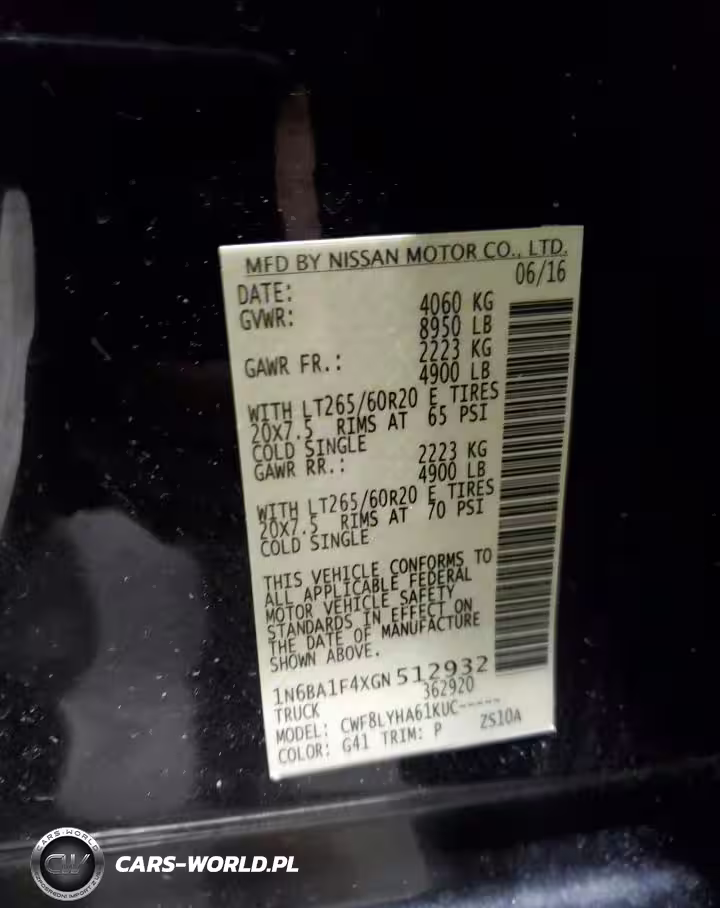 MFD BY NISSAN MOTOR CO., LTD.
DATE: 06/16
GVWR: 4060 KG
8950 LB
GAWR FR.: 2223 KG
4900 LB
WITH LT265/60R20 E TIRES
20x7.5 RIMS AT 65 PSI
COLD SINGLE
GAWR RR.: 2223 KG
4900 LB
WITH LT265/60R20 E TIRES
20x7.5 RIMS AT 70 PSI
COLD SINGLE
THIS VEHICLE CONFORMS TO
ALL APPLICABLE FEDERAL
MOTOR VEHICLE SAFETY
STANDARDS IN EFFECT ON
THE DATE OF MANUFACTURE
SHOWN ABOVE.
1N6BA1F4XGN512932
TRUCK 362920
MODEL: CWF8LYHA61KUC-----
COLOR: G41 TRIM: P ZS10A
CARS-WORLD
CW
CARS-WORLD.PL